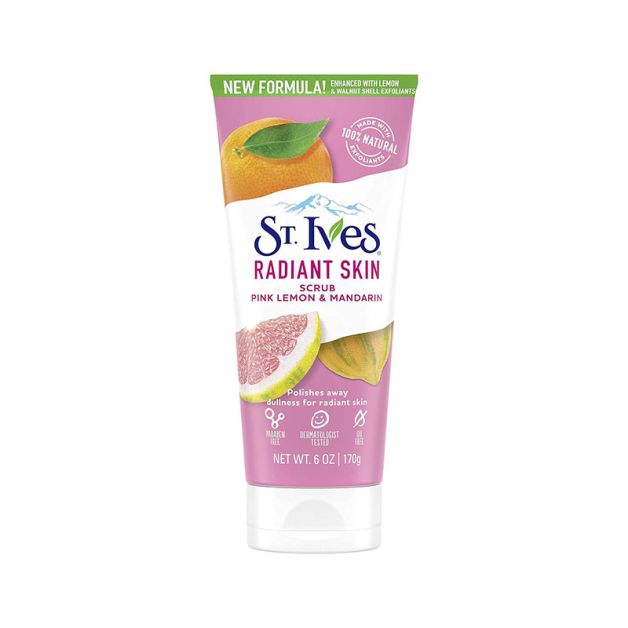 NEW FORMULA!
ENHANCED WITH LEMON
& WALNUT SHELL EXFOLIANTS
MADE WITH
100% NATURAL
EXFOLIANTS
ST. Ives®
RADIANT SKIN
SCRUB
PINK LEMON & MANDARIN
Polishes away
dullness for radiant skin
PARABEN
FREE
DERMATOLOGIST
TESTED
OIL
FREE
NET WT. 6 OZ | 170g